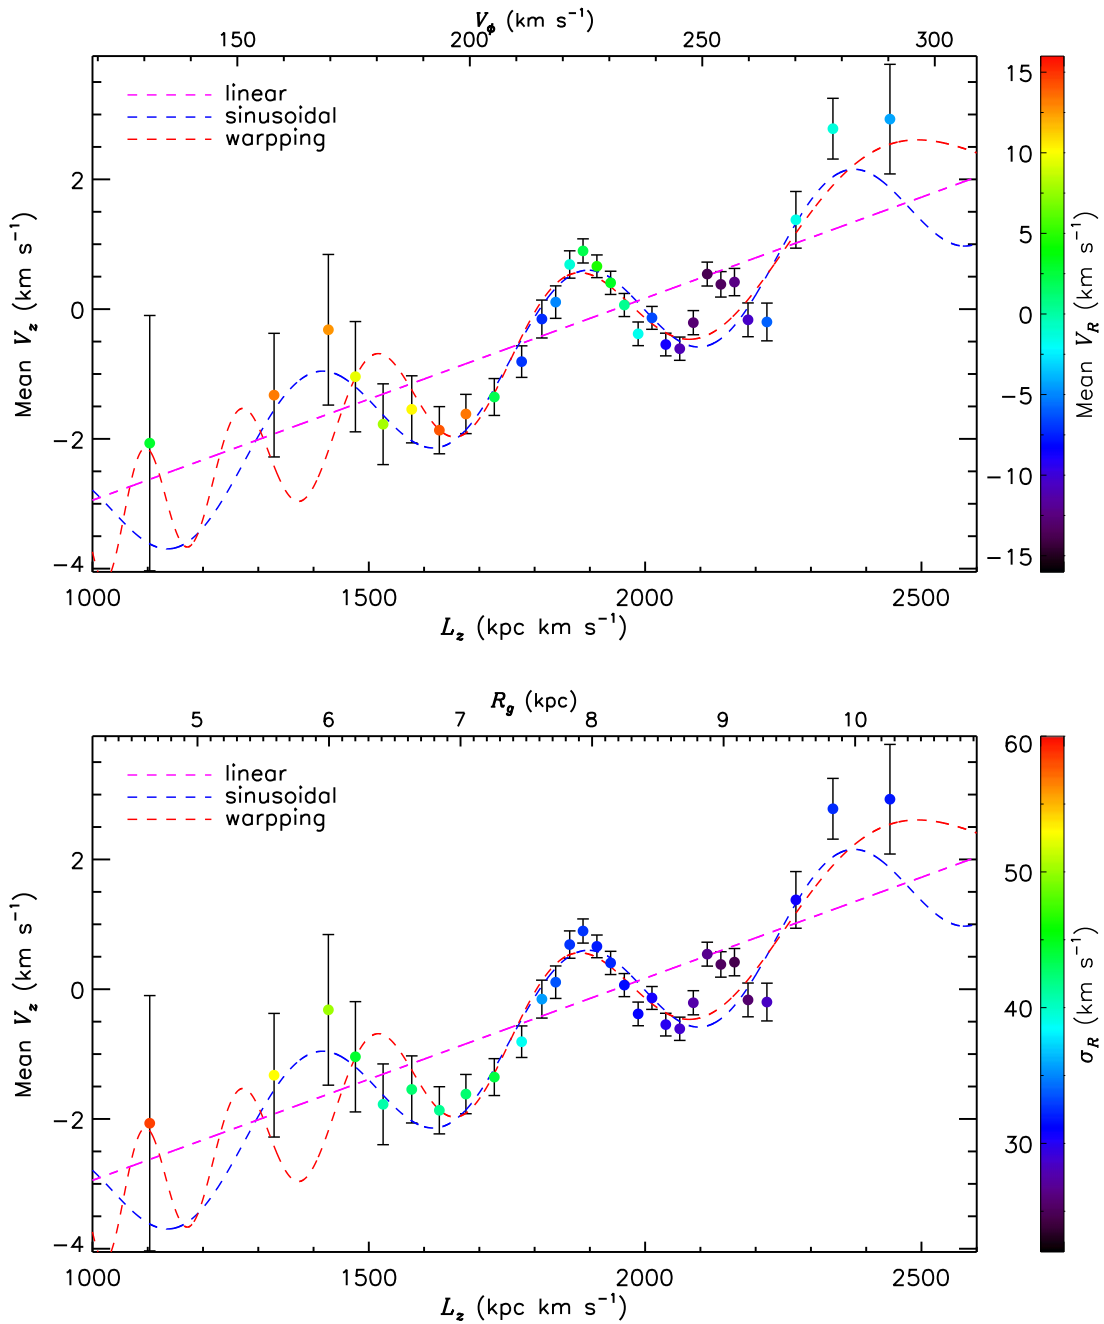 V_ϕ (km s⁻¹)
150 200 250 300
linear
sinusoidal
warpping
2
0
−2
−4
Mean V_z (km s⁻¹)
1000 1500 2000 2500
L_z (kpc km s⁻¹)
15
10
5
0
−5
−10
−15
Mean V_R (km s⁻¹)
R_g (kpc)
5 6 7 8 9 10
linear
sinusoidal
warpping
2
0
−2
−4
Mean V_z (km s⁻¹)
1000 1500 2000 2500
L_z (kpc km s⁻¹)
60
50
40
30
σ_R (km s⁻¹)